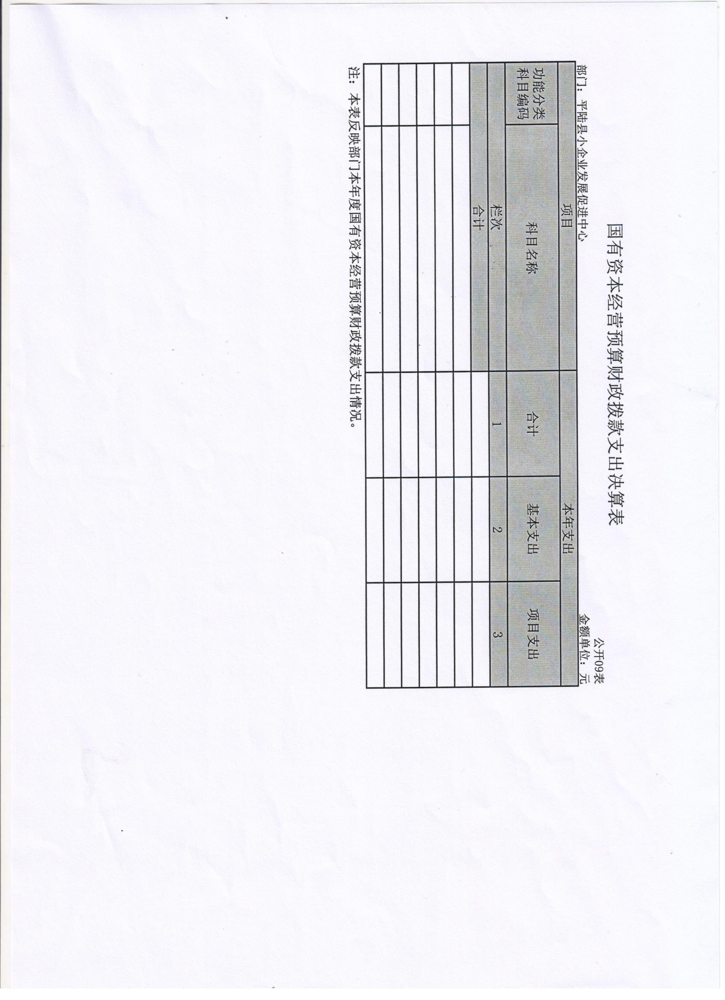 国有资本经营预算财政拨款支出决算表
公开09表
部门：平陆县小企业发展促进中心 金额单位：元
项目 本年支出
功能分类
科目编码 科目名称 合计 基本支出 项目支出
栏次 1 2 3
合计
注：本表反映部门本年度国有资本经营预算财政拨款支出情况。